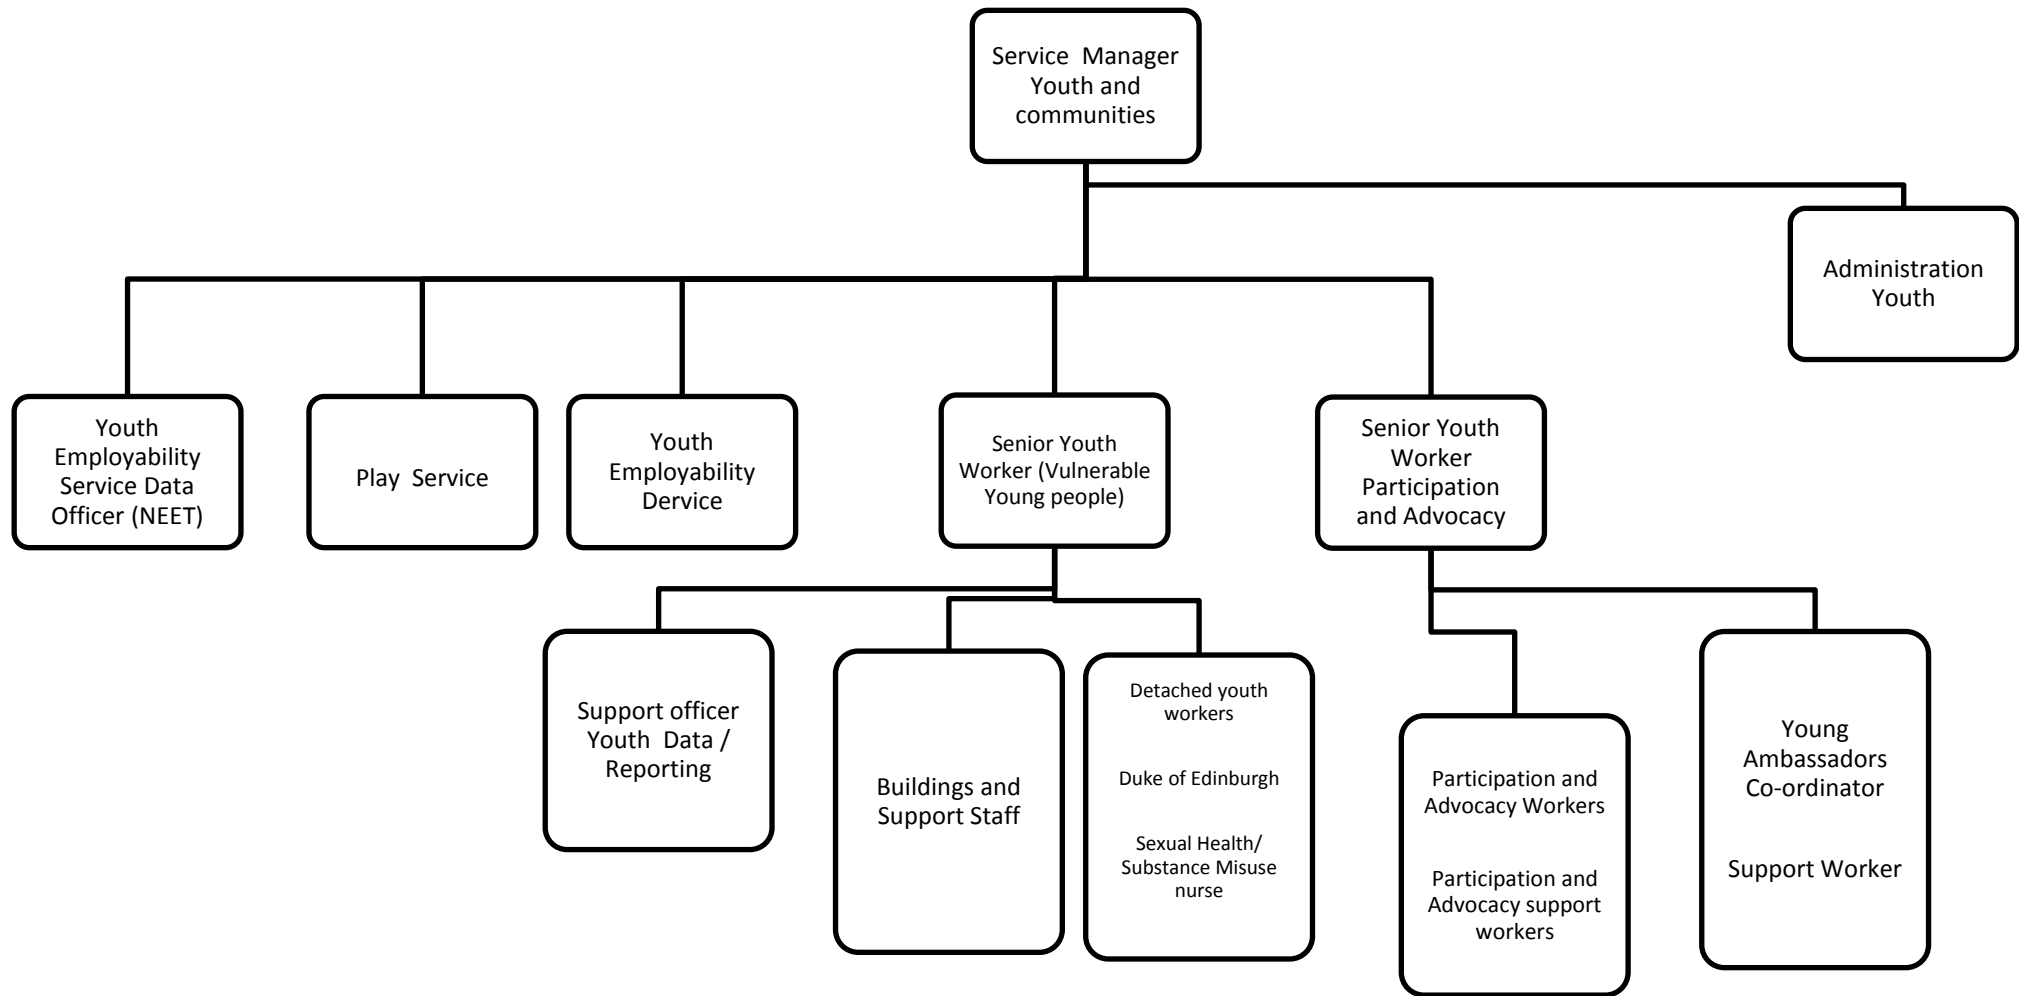 Service  Manager
Youth and
communities
Administration
Youth
Youth
Employability
Service Data
Officer (NEET)
Play  Service
Youth
Employability
Dervice
Senior Youth
Worker (Vulnerable
Young people)
Senior Youth
Worker
Participation
and Advocacy
Support officer
Youth  Data /
Reporting
Buildings and
Support Staff
Detached youth
workers
Duke of Edinburgh
Sexual Health/
Substance Misuse
nurse
Participation and
Advocacy Workers
Participation and
Advocacy support
workers
Young
Ambassadors
Co-ordinator
Support Worker